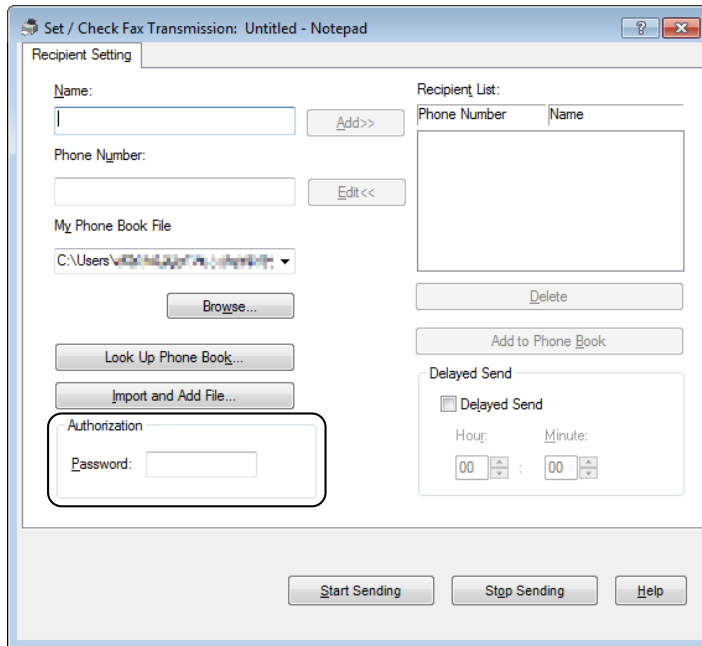 Set / Check Fax Transmission: Untitled - Notepad
Recipient Setting
Name:
Add>>
Phone Number:
Edit<<
My Phone Book File
C:\Users\
Browse...
Look Up Phone Book...
Import and Add File...
Authorization
Password:
Recipient List:
Phone Number Name
Delete
Add to Phone Book
Delayed Send
Delayed Send
Hour: Minute:
00 : 00
Start Sending Stop Sending Help